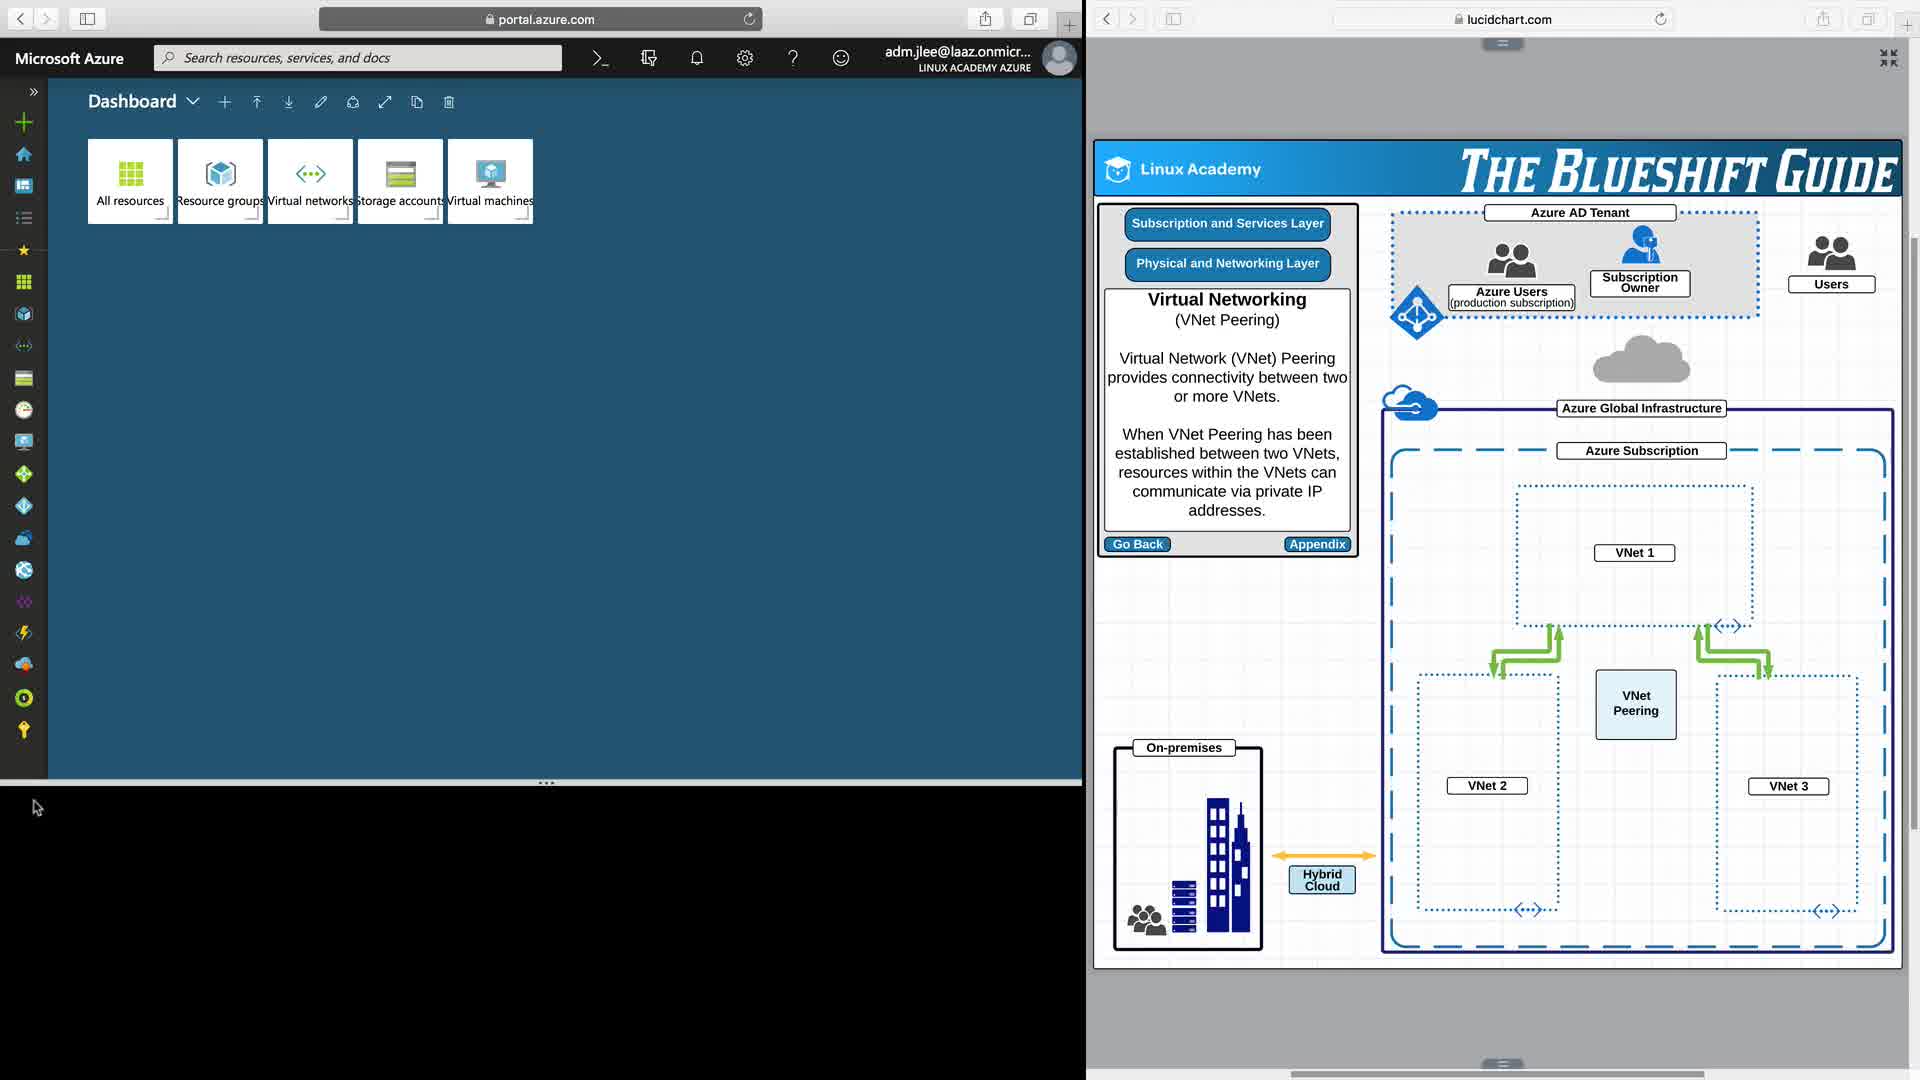 portal.azure.com
Microsoft Azure
Search resources, services, and docs
adm.jlee@laaz.onmicr...
LINUX ACADEMY AZURE
Dashboard
All resources
Resource groups
Virtual networks
Storage accounts
Virtual machines
lucidchart.com
Linux Academy
THE BLUESHIFT GUIDE
Subscription and Services Layer
Physical and Networking Layer
Virtual Networking
(VNet Peering)
Virtual Network (VNet) Peering
provides connectivity between two
or more VNets.
When VNet Peering has been
established between two VNets,
resources within the VNets can
communicate via private IP
addresses.
Go Back
Appendix
Azure AD Tenant
Azure Users
(production subscription)
Subscription
Owner
Users
Azure Global Infrastructure
Azure Subscription
VNet 1
VNet
Peering
VNet 2
VNet 3
On-premises
Hybrid
Cloud